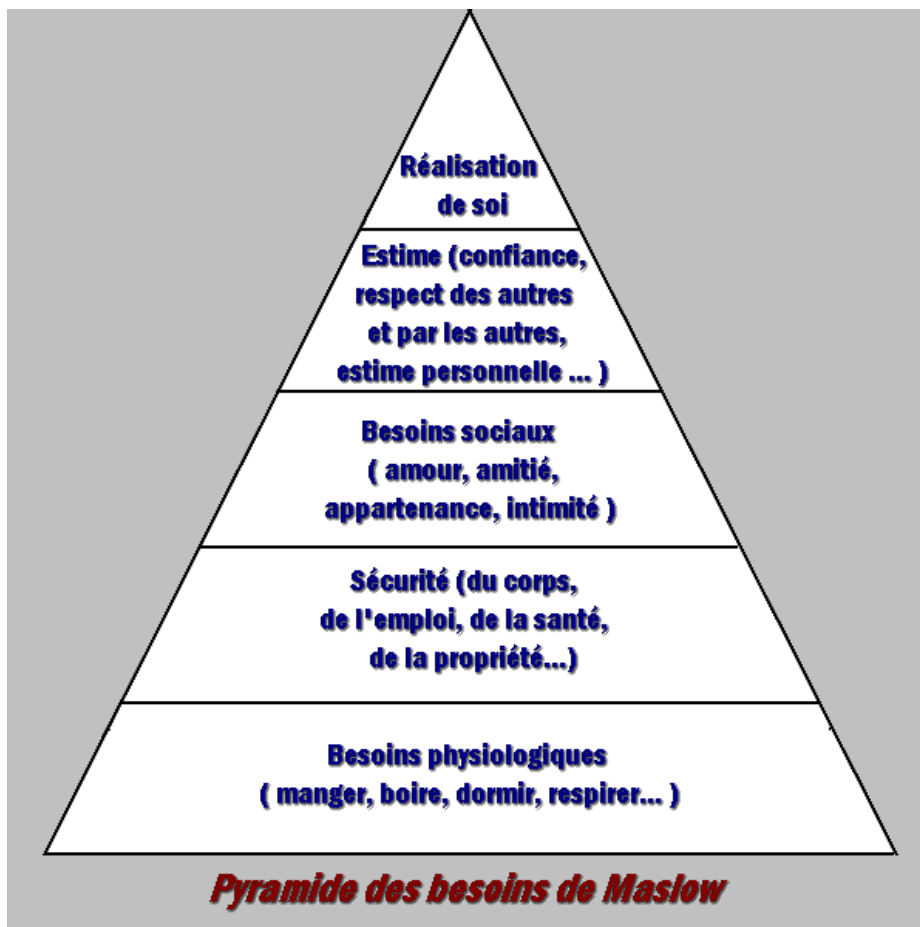 Réalisation
de soi
Estime (confiance,
respect des autres
et par les autres,
estime personnelle ... )
Besoins sociaux
( amour, amitié,
appartenance, intimité )
Sécurité (du corps,
de l'emploi, de la santé,
de la propriété...)
Besoins physiologiques
( manger, boire, dormir, respirer... )
Pyramide des besoins de Maslow